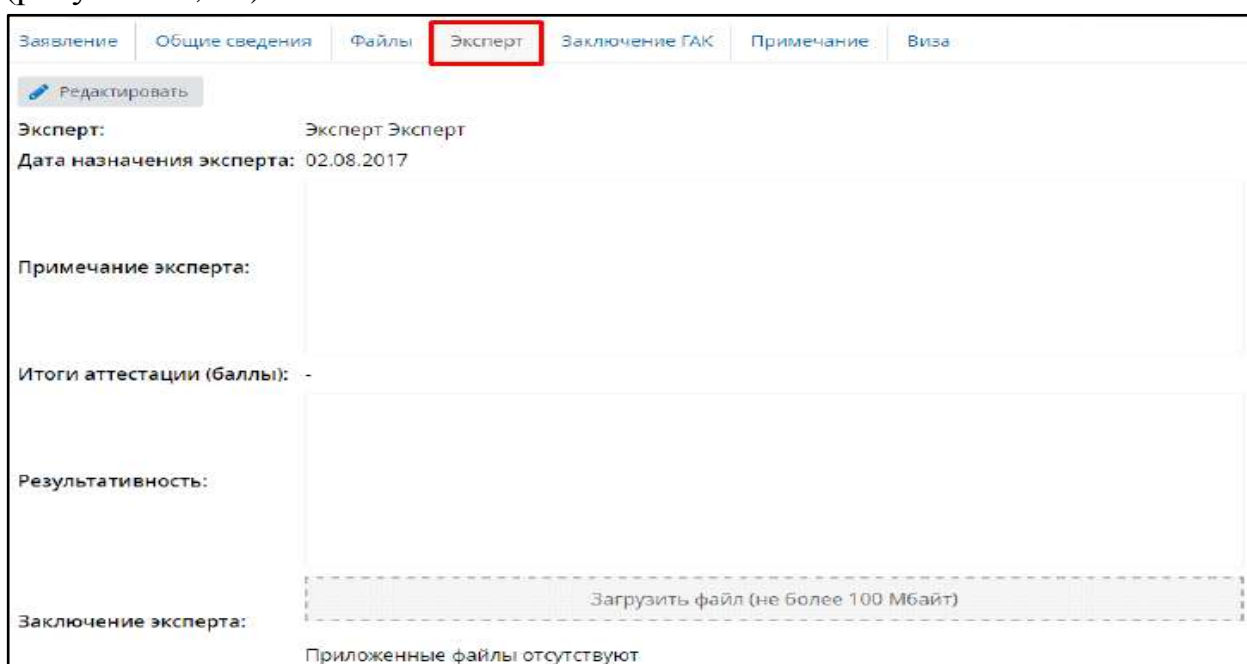 Заявление Общие сведения Файлы Эксперт Заключение ГАК Примечание Виза
Редактировать
Эксперт: Эксперт Эксперт
Дата назначения эксперта: 02.08.2017
Примечание эксперта:
Итоги аттестации (баллы): -
Результативность:
Загрузить файл (не более 100 Мбайт)
Заключение эксперта:
Приложенные файлы отсутствуют